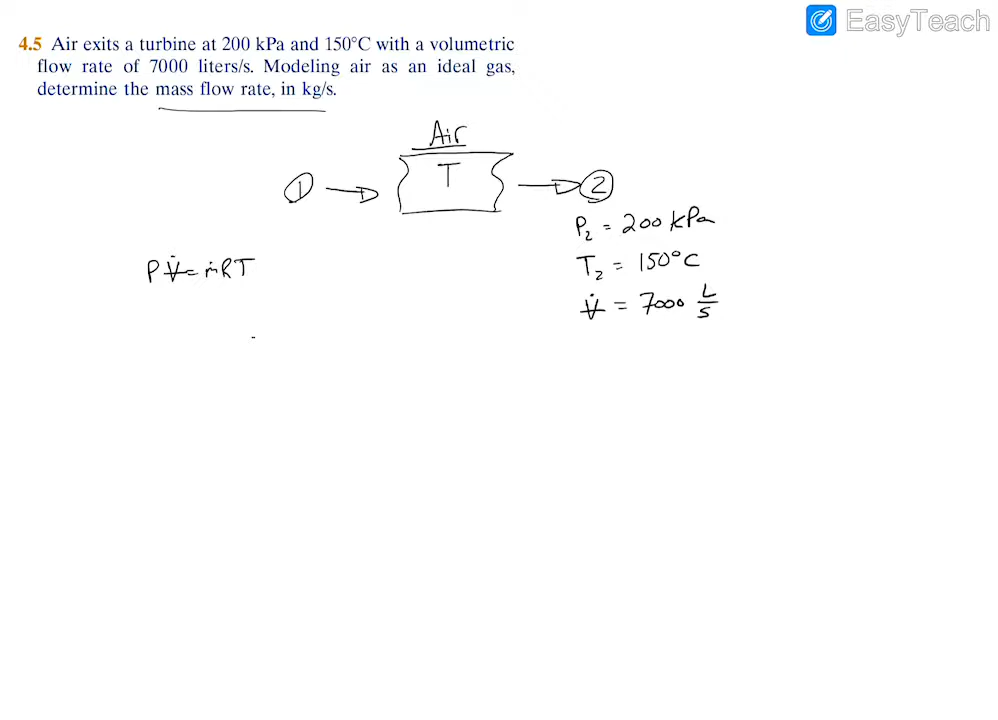 EasyTeach
4.5 Air exits a turbine at 200 kPa and 150°C with a volumetric
flow rate of 7000 liters/s. Modeling air as an ideal gas,
determine the mass flow rate, in kg/s.
Air
T
1
2
P₂ = 200 kPa
T₂ = 150°C
V̇ = 7000 L/s
PV̇ = ṁRT